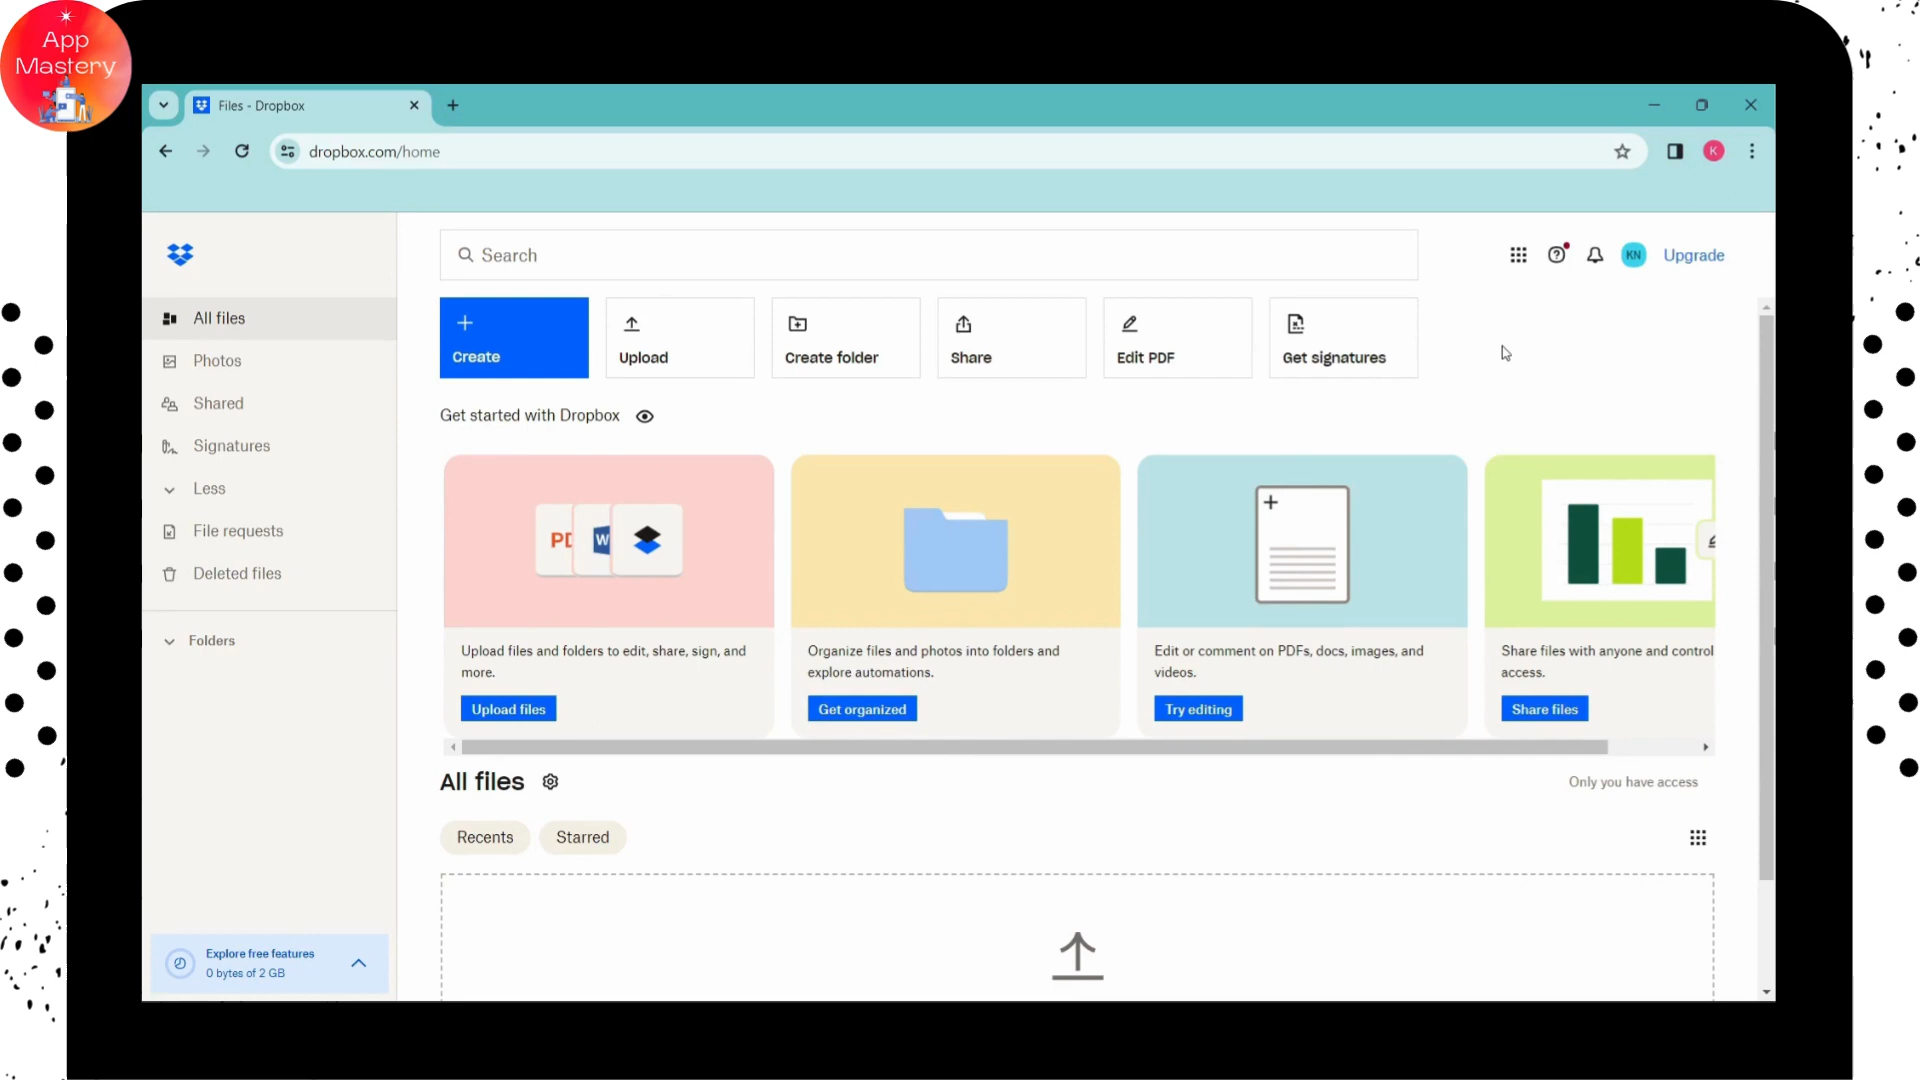 App
Mastery
Files - Dropbox
dropbox.com/home
K
Search
KN
Upgrade
All files
Photos
Shared
Signatures
Less
File requests
Deleted files
Folders
Explore free features
0 bytes of 2 GB
Create
Upload
Create folder
Share
Edit PDF
Get signatures
Get started with Dropbox
W
Upload files and folders to edit, share, sign, and
more.
Upload files
Organize files and photos into folders and
explore automations.
Get organized
Edit or comment on PDFs, docs, images, and
videos.
Try editing
Share files with anyone and control
access.
Share files
All files
Only you have access
Recents
Starred